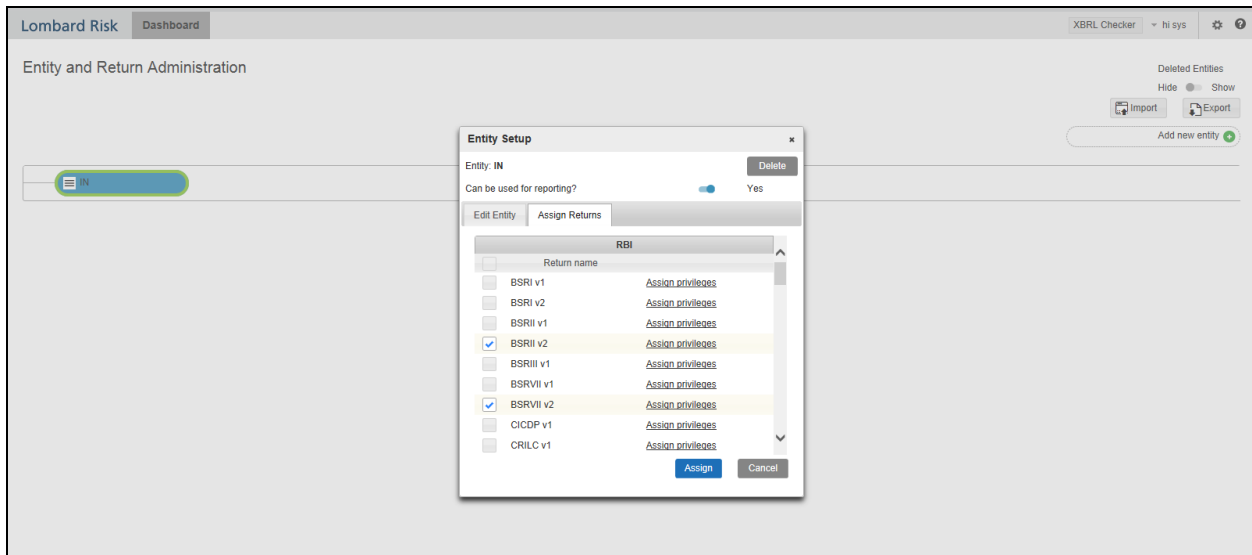 Lombard Risk Dashboard XBRL Checker hi sys
Entity and Return Administration
Deleted Entities
Hide Show
Import Export
Add new entity
IN
Entity Setup
Entity: IN Delete
Can be used for reporting? Yes
Edit Entity Assign Returns
RBI
Return name
BSRI v1 Assign privileges
BSRI v2 Assign privileges
BSRII v1 Assign privileges
BSRII v2 Assign privileges
BSRIII v1 Assign privileges
BSRVII v1 Assign privileges
BSRVII v2 Assign privileges
CICDP v1 Assign privileges
CRILC v1 Assign privileges
Assign Cancel